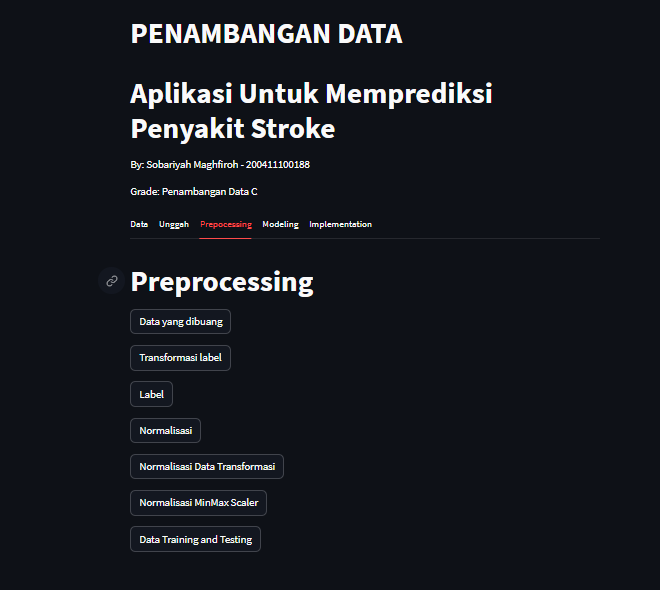 PENAMBANGAN DATA
Aplikasi Untuk Memprediksi
Penyakit Stroke
By: Sobariyah Maghfiroh - 200411100188
Grade: Penambangan Data C
Data Unggah Prepocessing Modeling Implementation
Preprocessing
Data yang dibuang
Transformasi label
Label
Normalisasi
Normalisasi Data Transformasi
Normalisasi MinMax Scaler
Data Training and Testing